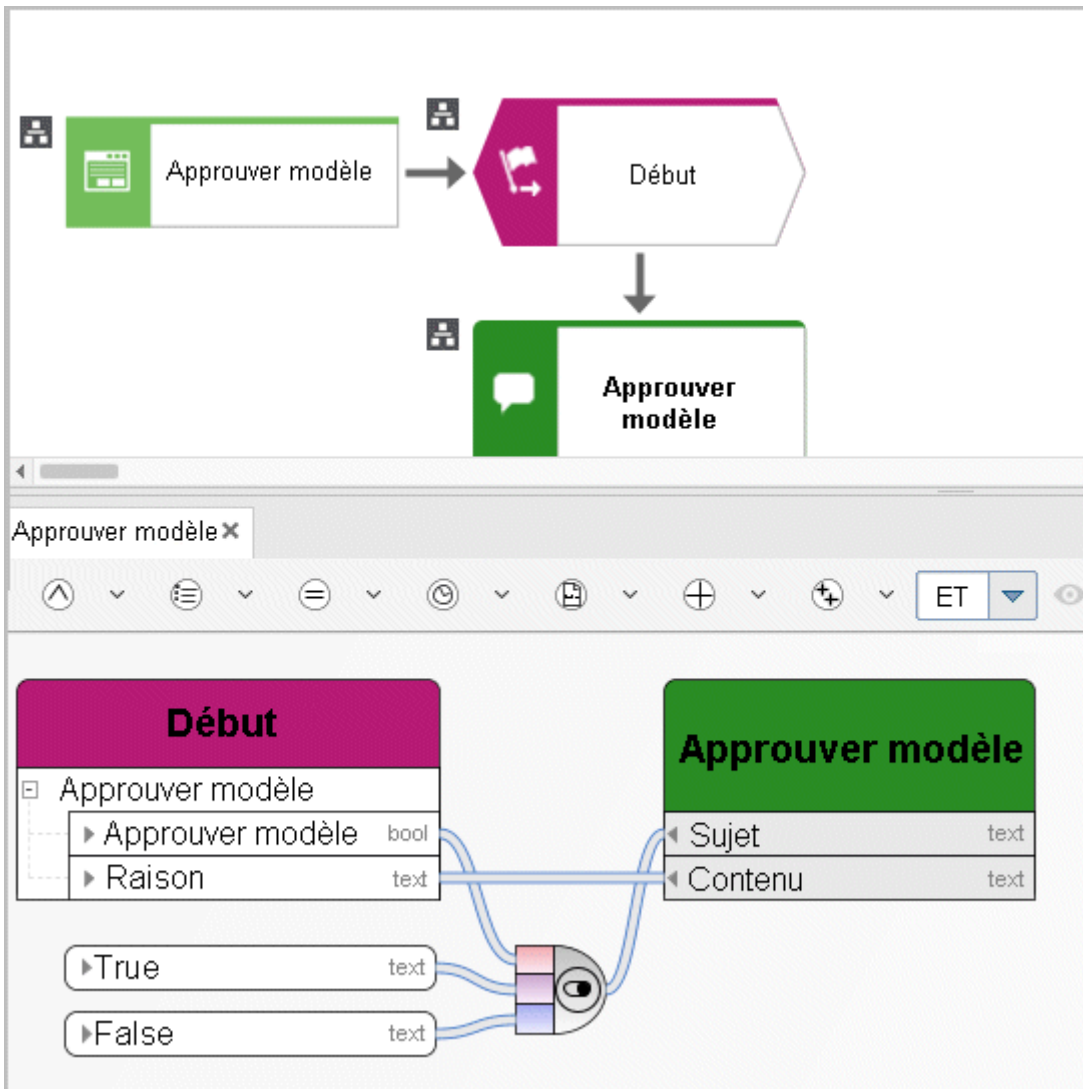 Approuver modèle
Début
Approuver
modèle
Approuver modèle
ET
Début
Approuver modèle
Approuver modèle bool
Raison text
True text
False text
Approuver modèle
Sujet text
Contenu text